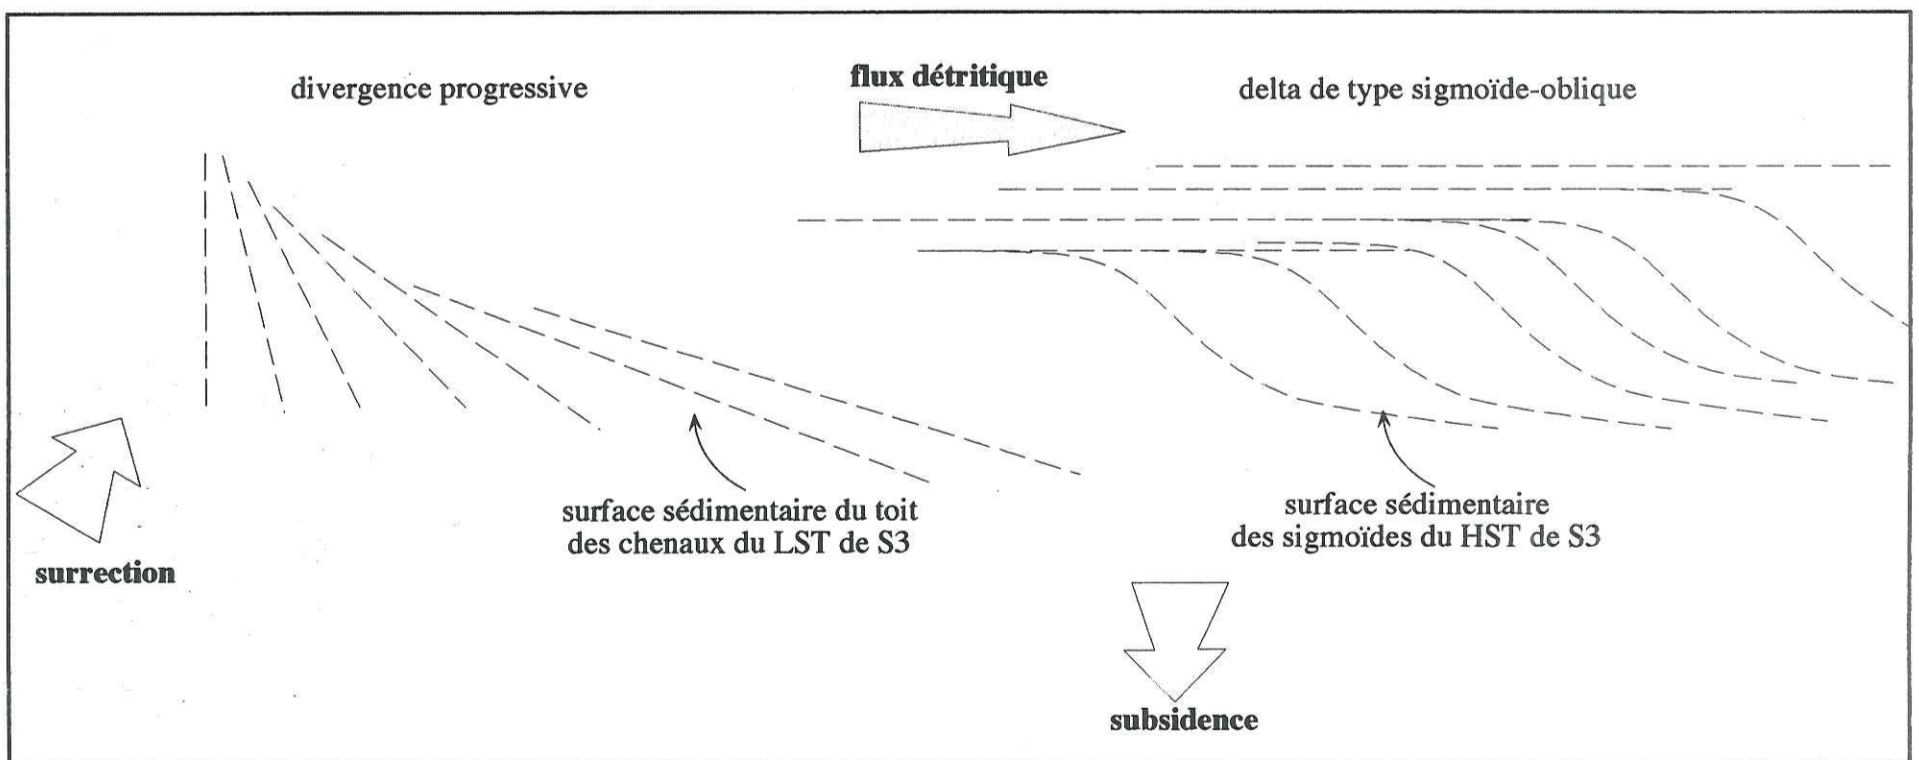 divergence progressive
flux détritique
delta de type sigmoïde-oblique
surface sédimentaire du toit
des chenaux du LST de S3
surface sédimentaire
des sigmoïdes du HST de S3
surrection
subsidence